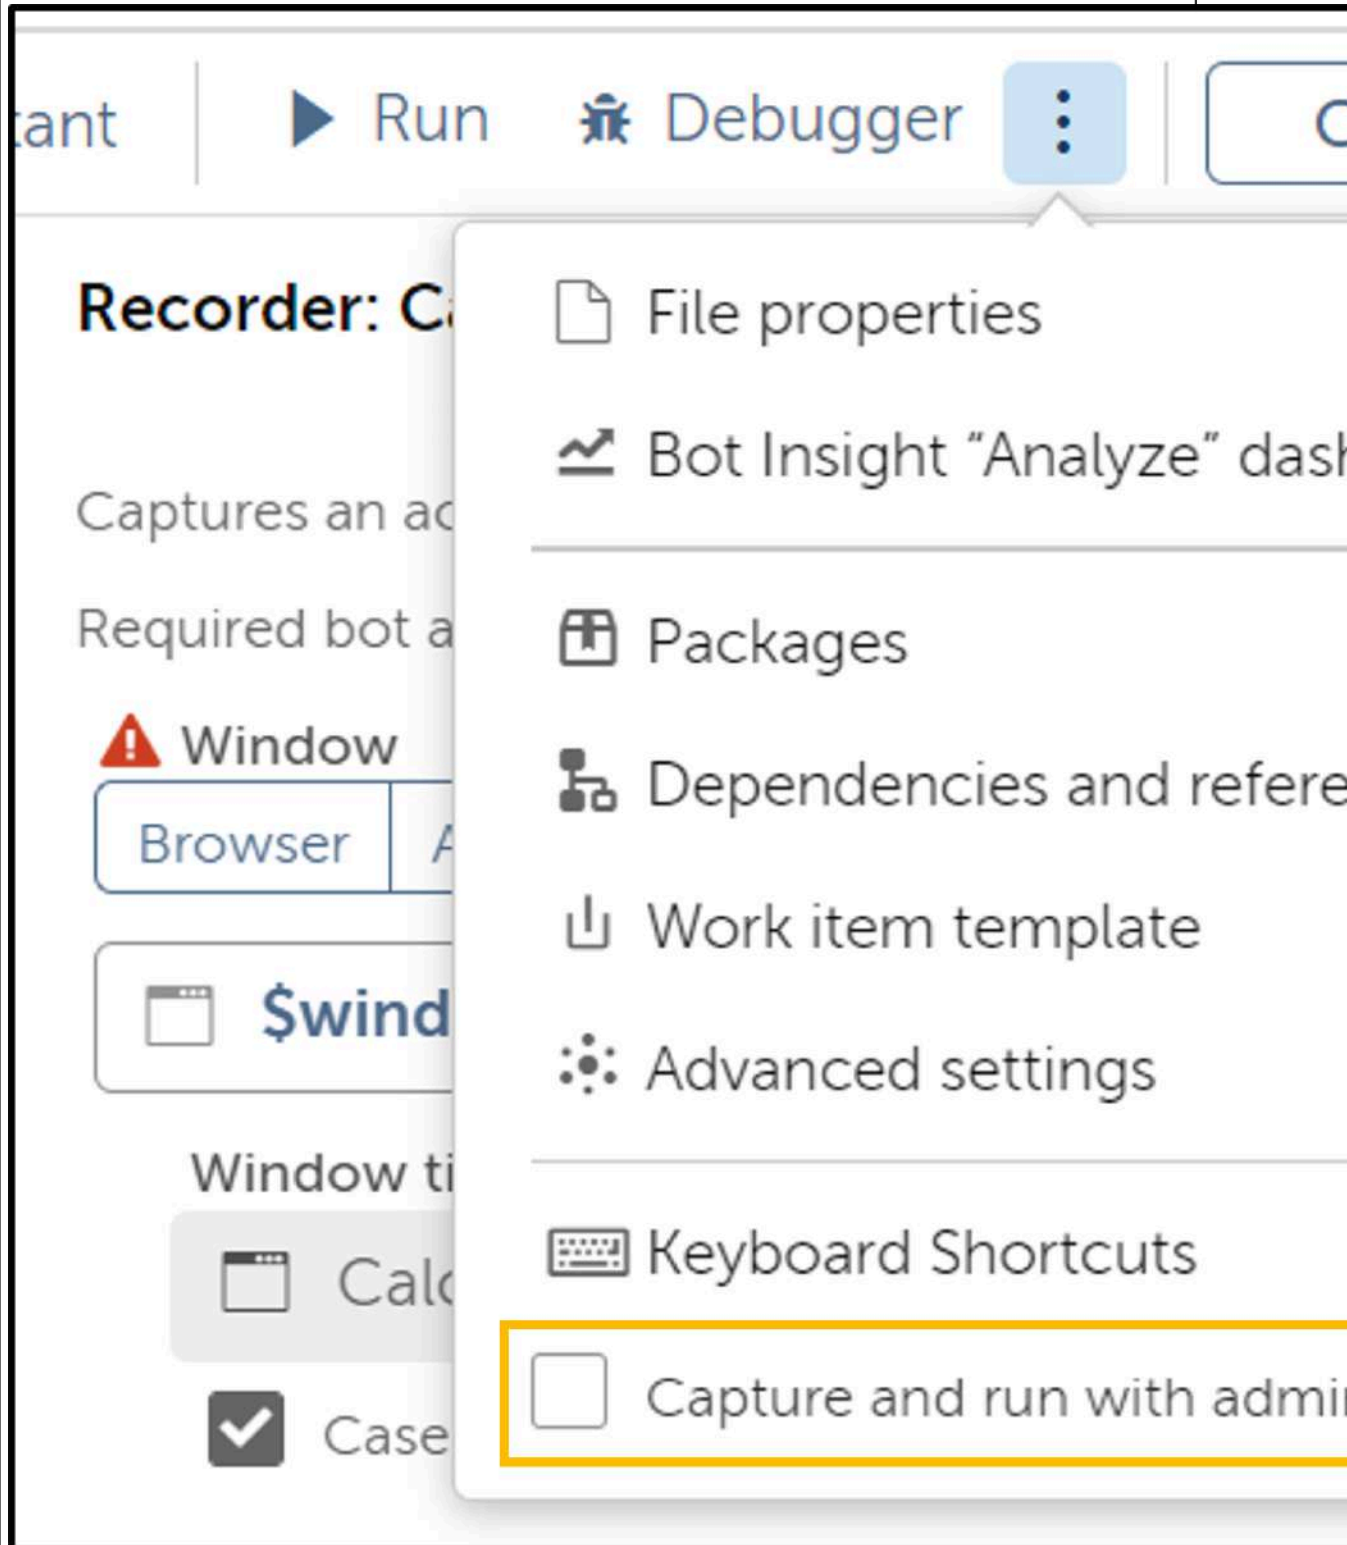 Run Debugger
Recorder:
File properties
Bot Insight “Analyze”
Captures an
Required bot
Packages
Window
Dependencies and
Browser
Work item template
Advanced settings
Window
Keyboard Shortcuts
Capture and run with
Case